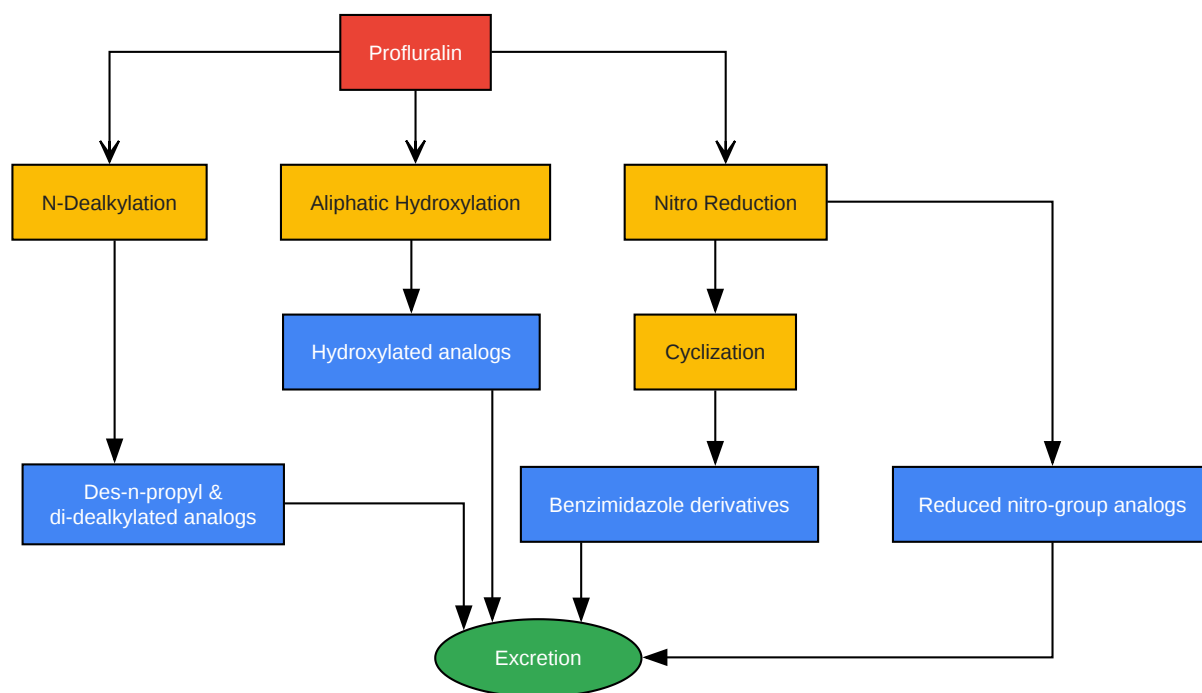 Profluralin
N-Dealkylation
Aliphatic Hydroxylation
Nitro Reduction
Hydroxylated analogs
Cyclization
Des-n-propyl &
di-dealkylated analogs
Benzimidazole derivatives
Reduced nitro-group analogs
Excretion